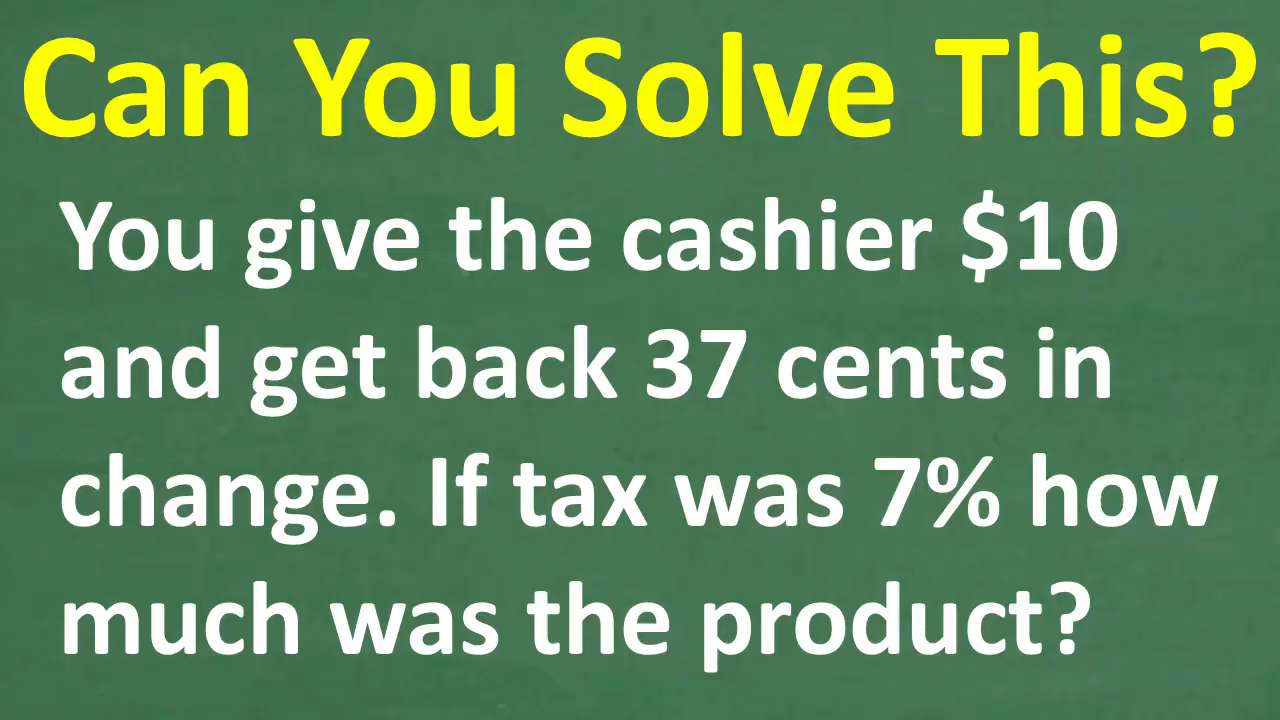 Can You Solve This?
You give the cashier $10
and get back 37 cents in
change. If tax was 7% how
much was the product?